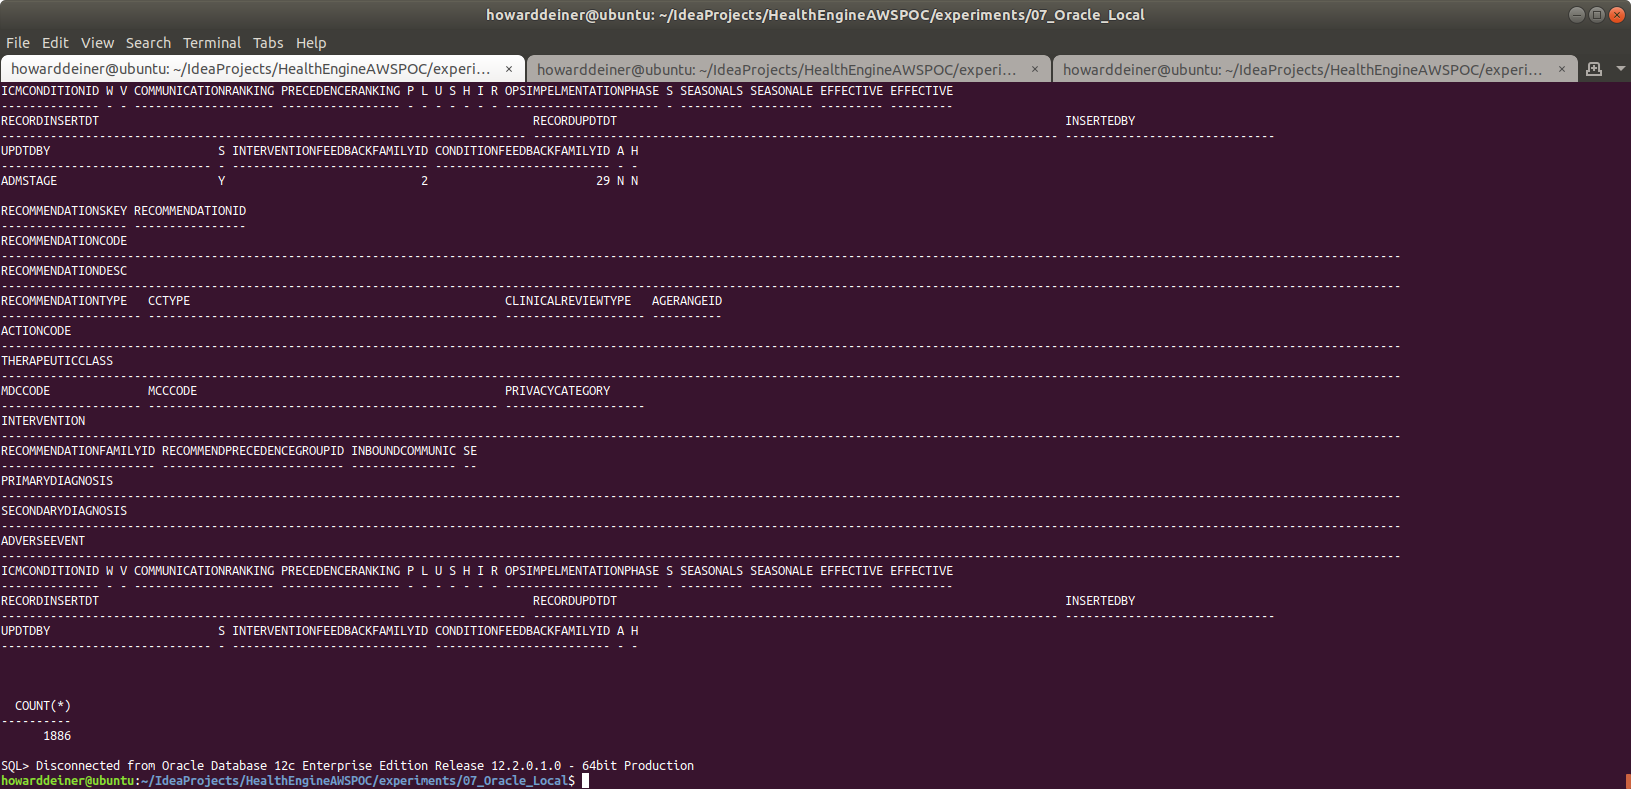 howarddeiner@ubuntu: ~/IdeaProjects/HealthEngineAWSPOC/experiments/07_Oracle_Local
File Edit View Search Terminal Tabs Help
howarddeiner@ubuntu: ~/IdeaProjects/HealthEngineAWSPOC/experi... × howarddeiner@ubuntu: ~/IdeaProjects/HealthEngineAWSPOC/experi... × howarddeiner@ubuntu: ~/IdeaProjects/HealthEngineAWSPOC/experi... ×
ICMCONDITIONID W V COMMUNICATIONRANKING PRECEDENCERANKING P L U S H I R OPSIMPELMENTATIONPHASE S SEASONALS SEASONALE EFFECTIVE EFFECTIVE
-------------- - - -------------------- ----------------- - - - - - - - ---------------------- - --------- --------- --------- ---------
RECORDINSERTDT RECORDUPDTDT INSERTEDBY
--------------------------------------------------------------------------- --------------------------------------------------------------------------- ------------------------------
UPDTDBY S INTERVENTIONFEEDBACKFAMILYID CONDITIONFEEDBACKFAMILYID A H
------------------------------ - ---------------------------- ------------------------- - -
ADMSTAGE Y 2 29 N N
RECOMMENDATIONSKEY RECOMMENDATIONID
------------------ ----------------
RECOMMENDATIONCODE
--------------------------------------------------------------------------------------------------------------------------------------------------------------------------------------------------------
RECOMMENDATIONDESC
--------------------------------------------------------------------------------------------------------------------------------------------------------------------------------------------------------
RECOMMENDATIONTYPE CCTYPE CLINICALREVIEWTYPE AGERANGEID
-------------------- -------------------------------------------------- -------------------- ----------
ACTIONCODE
--------------------------------------------------------------------------------------------------------------------------------------------------------------------------------------------------------
THERAPEUTICCLASS
--------------------------------------------------------------------------------------------------------------------------------------------------------------------------------------------------------
MDCCODE MCCCODE PRIVACYCATEGORY
-------------------- -------------------------------------------------- --------------------
INTERVENTION
--------------------------------------------------------------------------------------------------------------------------------------------------------------------------------------------------------
RECOMMENDATIONFAMILYID RECOMMENDPRECEDENCEGROUPID INBOUNDCOMMUNIC SE
---------------------- -------------------------- --------------- --
PRIMARYDIAGNOSIS
--------------------------------------------------------------------------------------------------------------------------------------------------------------------------------------------------------
SECONDARYDIAGNOSIS
--------------------------------------------------------------------------------------------------------------------------------------------------------------------------------------------------------
ADVERSEEVENT
--------------------------------------------------------------------------------------------------------------------------------------------------------------------------------------------------------
ICMCONDITIONID W V COMMUNICATIONRANKING PRECEDENCERANKING P L U S H I R OPSIMPELMENTATIONPHASE S SEASONALS SEASONALE EFFECTIVE EFFECTIVE
-------------- - - -------------------- ----------------- - - - - - - - ---------------------- - --------- --------- --------- ---------
RECORDINSERTDT RECORDUPDTDT INSERTEDBY
--------------------------------------------------------------------------- --------------------------------------------------------------------------- ------------------------------
UPDTDBY S INTERVENTIONFEEDBACKFAMILYID CONDITIONFEEDBACKFAMILYID A H
------------------------------ - ---------------------------- ------------------------- - -
COUNT(*)
----------
1886
SQL> Disconnected from Oracle Database 12c Enterprise Edition Release 12.2.0.1.0 - 64bit Production
howarddeiner@ubuntu:~/IdeaProjects/HealthEngineAWSPOC/experiments/07_Oracle_Local$